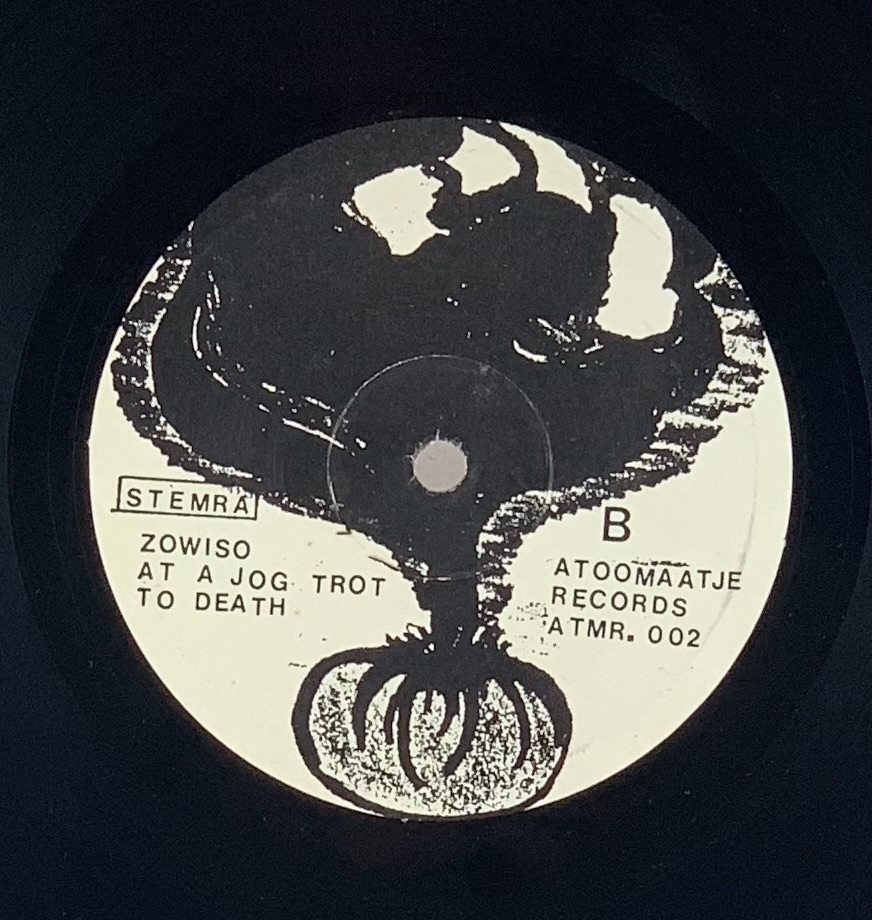 STEMRA
ZOWISO
AT A JOG TROT
TO DEATH
B
ATOOMAATJE
RECORDS
ATMR. 002